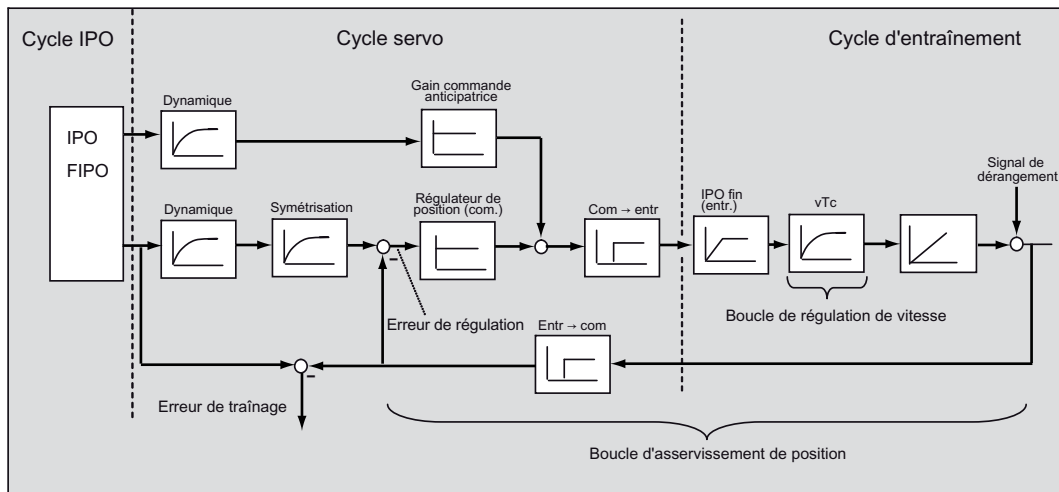 Cycle IPO
Cycle servo
Cycle d'entraînement
Dynamique
Gain commande
anticipatrice
IPO
FIPO
Signal de
dérangement
Dynamique
Symétrisation
Régulateur de
position (com.)
Com → entr
IPO fin
(entr.)
vTc
Erreur de régulation
Boucle de régulation de vitesse
Entr → com
Erreur de traînage
Boucle d'asservissement de position